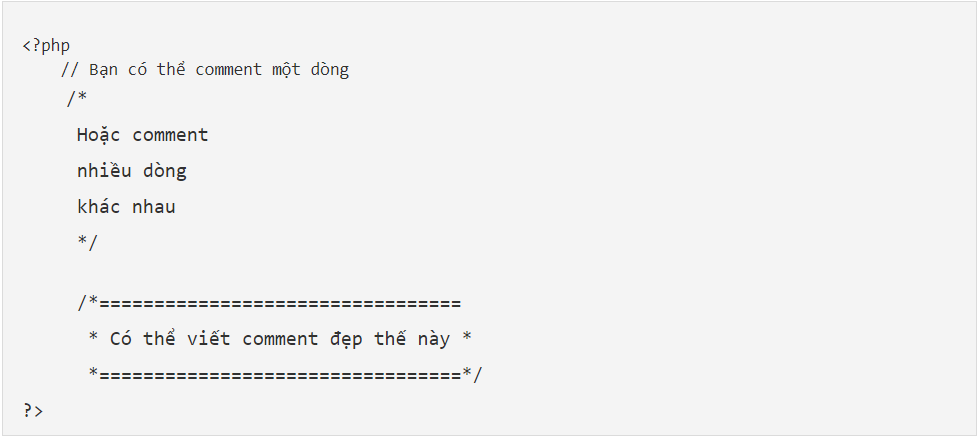 <?php
// Bạn có thể comment một dòng
/*
Hoặc comment
nhiều dòng
khác nhau
*/
/*=================================
* Có thể viết comment đẹp thế này *
*=================================*/
?>